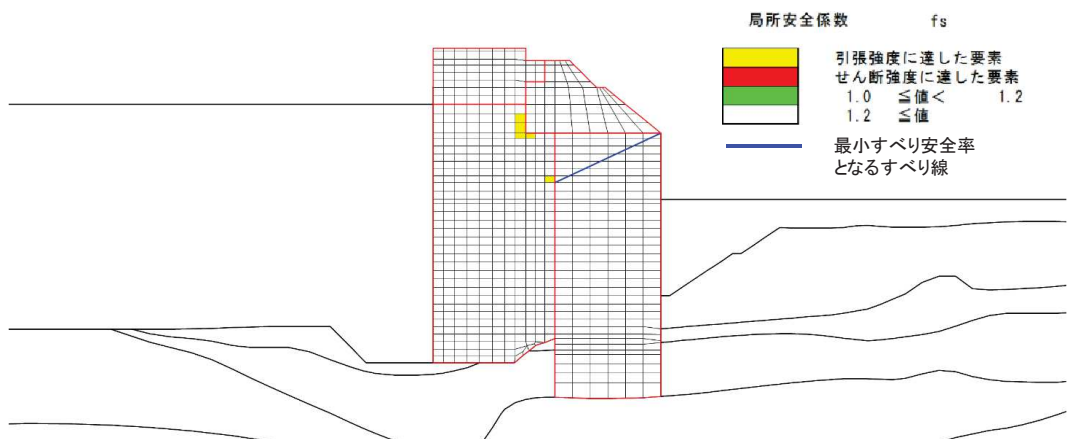 局所安全係数 fs
引張強度に達した要素
せん断強度に達した要素
1.0 ≦値< 1.2
1.2 ≦値
最小すべり安全率
となるすべり線